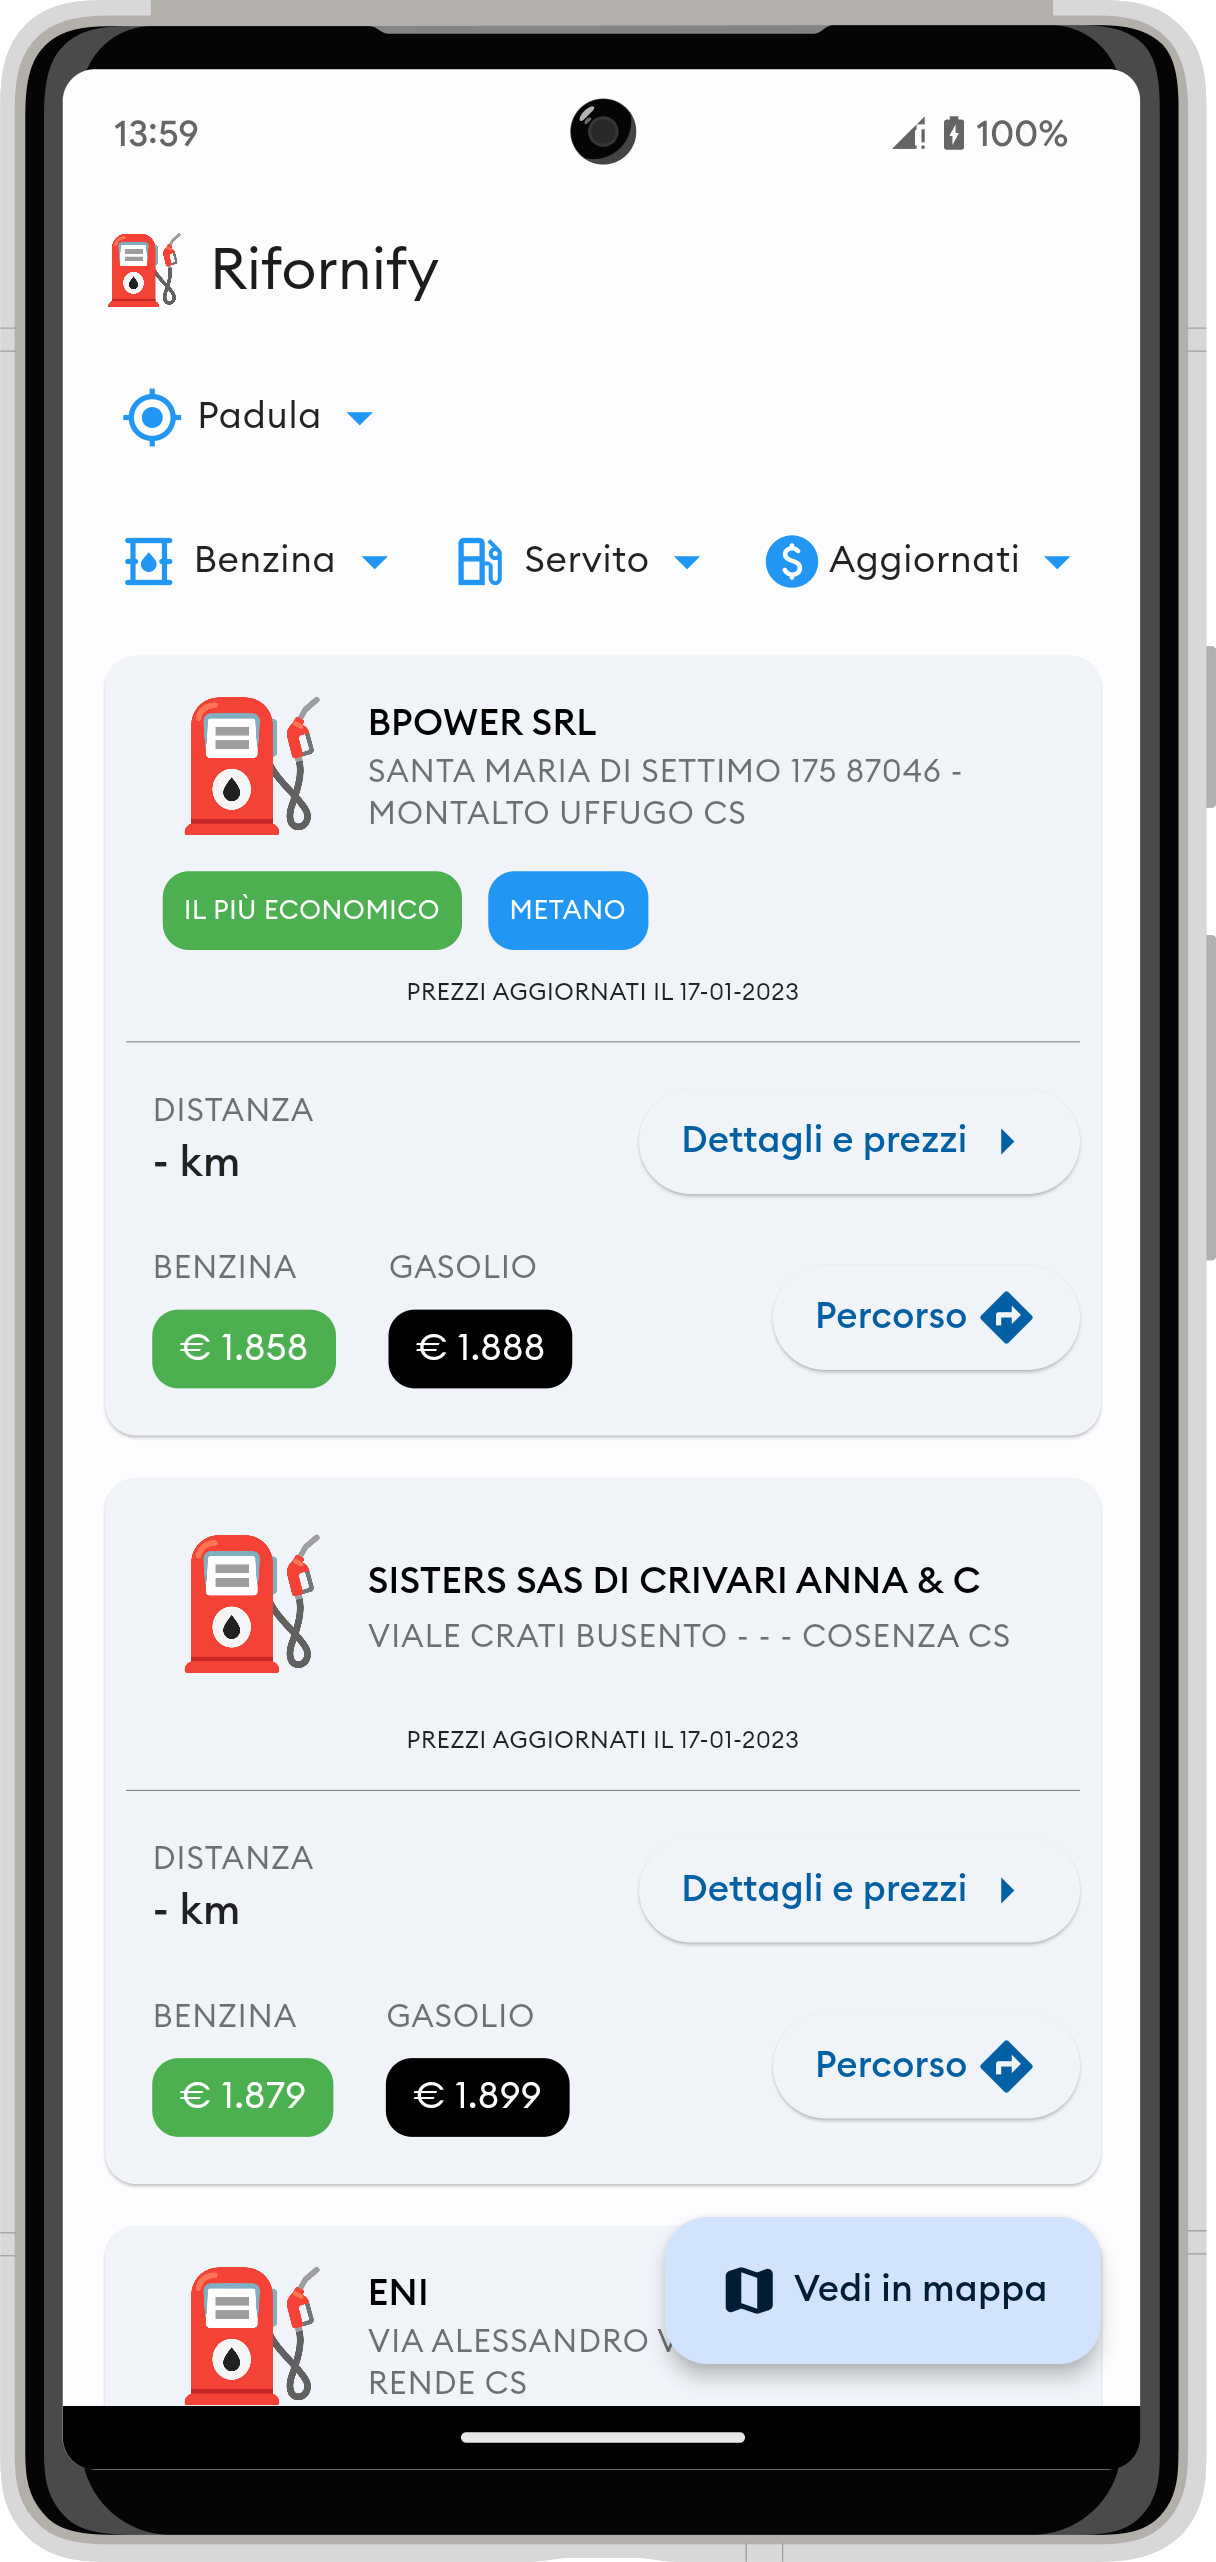 13:59
100%
Rifornify
Padula
Benzina
Servito
Aggiornati
BPOWER SRL
SANTA MARIA DI SETTIMO 175 87046 -
MONTALTO UFFUGO CS
IL PIÙ ECONOMICO
METANO
PREZZI AGGIORNATI IL 17-01-2023
DISTANZA
- km
Dettagli e prezzi
BENZINA
GASOLIO
€ 1.858
€ 1.888
Percorso
SISTERS SAS DI CRIVARI ANNA & C
VIALE CRATI BUSENTO - - - COSENZA CS
PREZZI AGGIORNATI IL 17-01-2023
DISTANZA
- km
Dettagli e prezzi
BENZINA
GASOLIO
€ 1.879
€ 1.899
Percorso
ENI
VIA ALESSANDRO
RENDE CS
Vedi in mappa